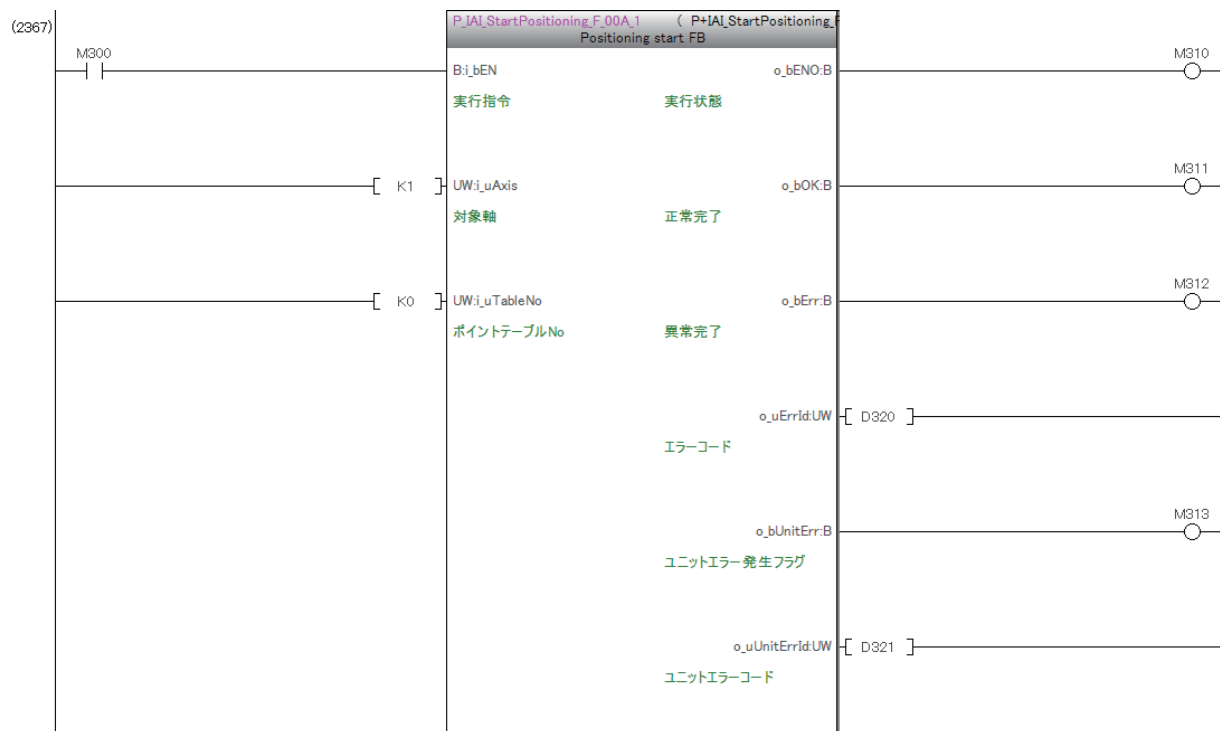 (2367)
P_IAI_StartPositioning_F_00A_1 ( P+IAI_StartPositioning_F
Positioning start FB
M300
B:i_bEN
o_bENO:B
M310
実行指令
実行状態
K1
UW:i_uAxis
o_bOK:B
M311
対象軸
正常完了
K0
UW:i_uTableNo
o_bErr:B
M312
ポイントテーブルNo
異常完了
o_uErrId:UW
D320
エラーコード
o_bUnitErr:B
M313
ユニットエラー発生フラグ
o_uUnitErrId:UW
D321
ユニットエラーコード